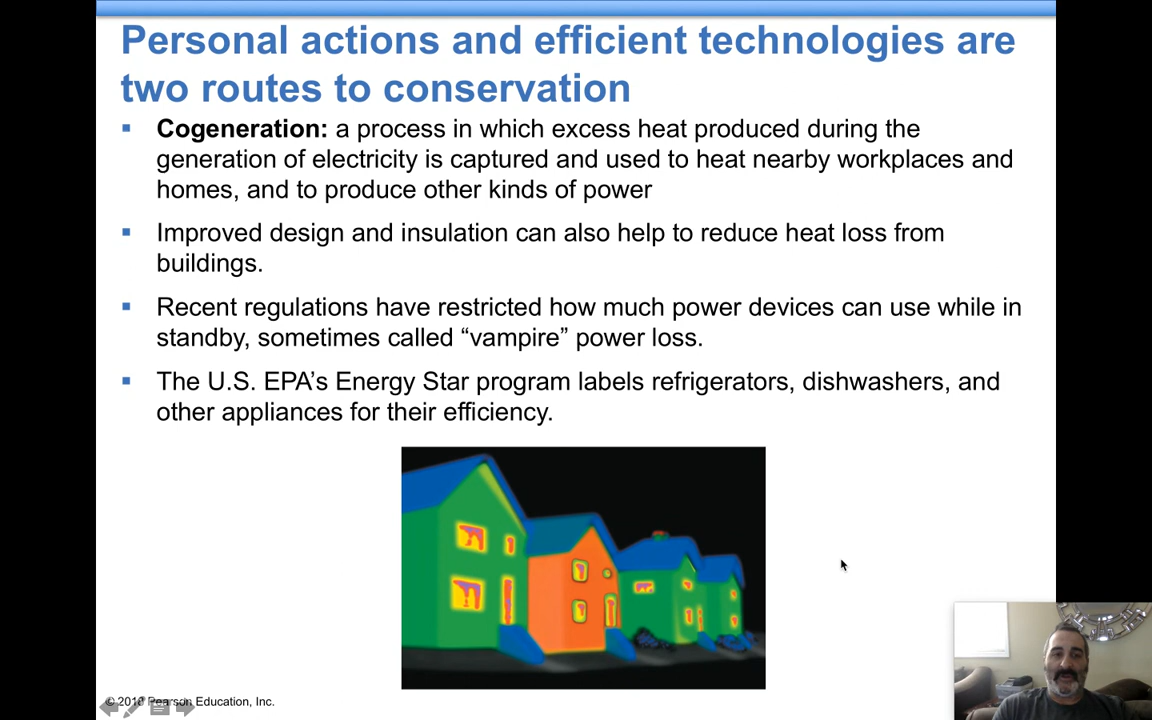 Personal actions and efficient technologies are
two routes to conservation
▪ Cogeneration: a process in which excess heat produced during the
generation of electricity is captured and used to heat nearby workplaces and
homes, and to produce other kinds of power
▪ Improved design and insulation can also help to reduce heat loss from
buildings.
▪ Recent regulations have restricted how much power devices can use while in
standby, sometimes called “vampire” power loss.
▪ The U.S. EPA’s Energy Star program labels refrigerators, dishwashers, and
other appliances for their efficiency.
© 2018 Pearson Education, Inc.